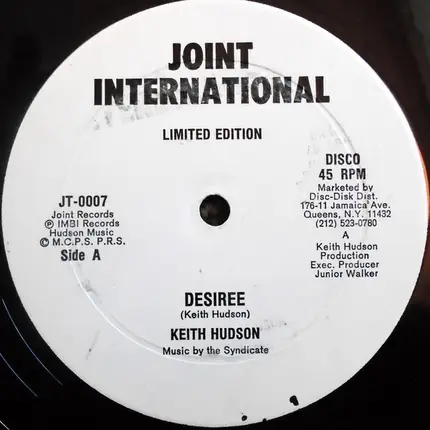 JOINT
INTERNATIONAL
LIMITED EDITION
JT-0007
Joint Records
℗ IMBI Records
Hudson Music
© M.C.P.S. P.R.S.
Side A
DISCO
45 RPM
Marketed by
Disc-Disk Dist.
176-11 Jamaica Ave.
Queens, N.Y. 11432
(212) 523-0760
A
Keith Hudson
Production
Exec. Producer
Junior Walker
DESIREE
(Keith Hudson)
KEITH HUDSON
Music by the Syndicate